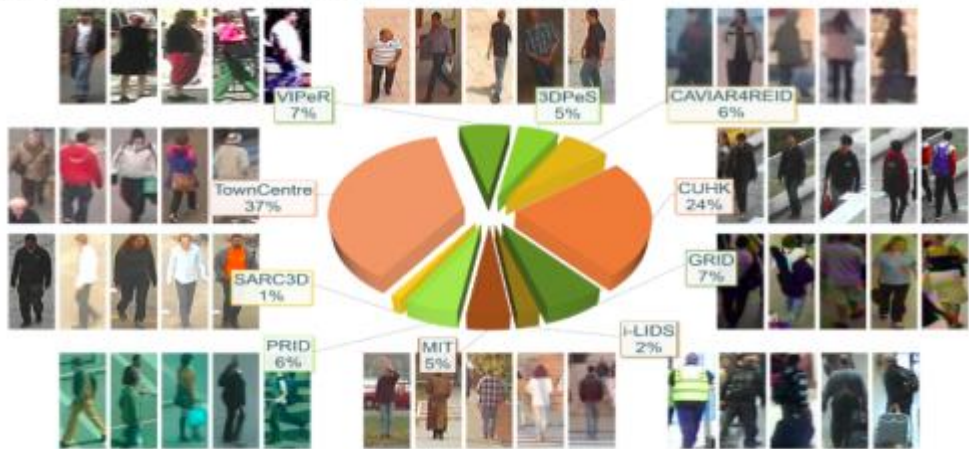 VIPeR
7%
3DPeS
5%
CAVIAR4REID
6%
TownCentre
37%
CUHK
24%
SARC3D
1%
GRID
7%
PRID
6%
MIT
5%
i-LIDS
2%